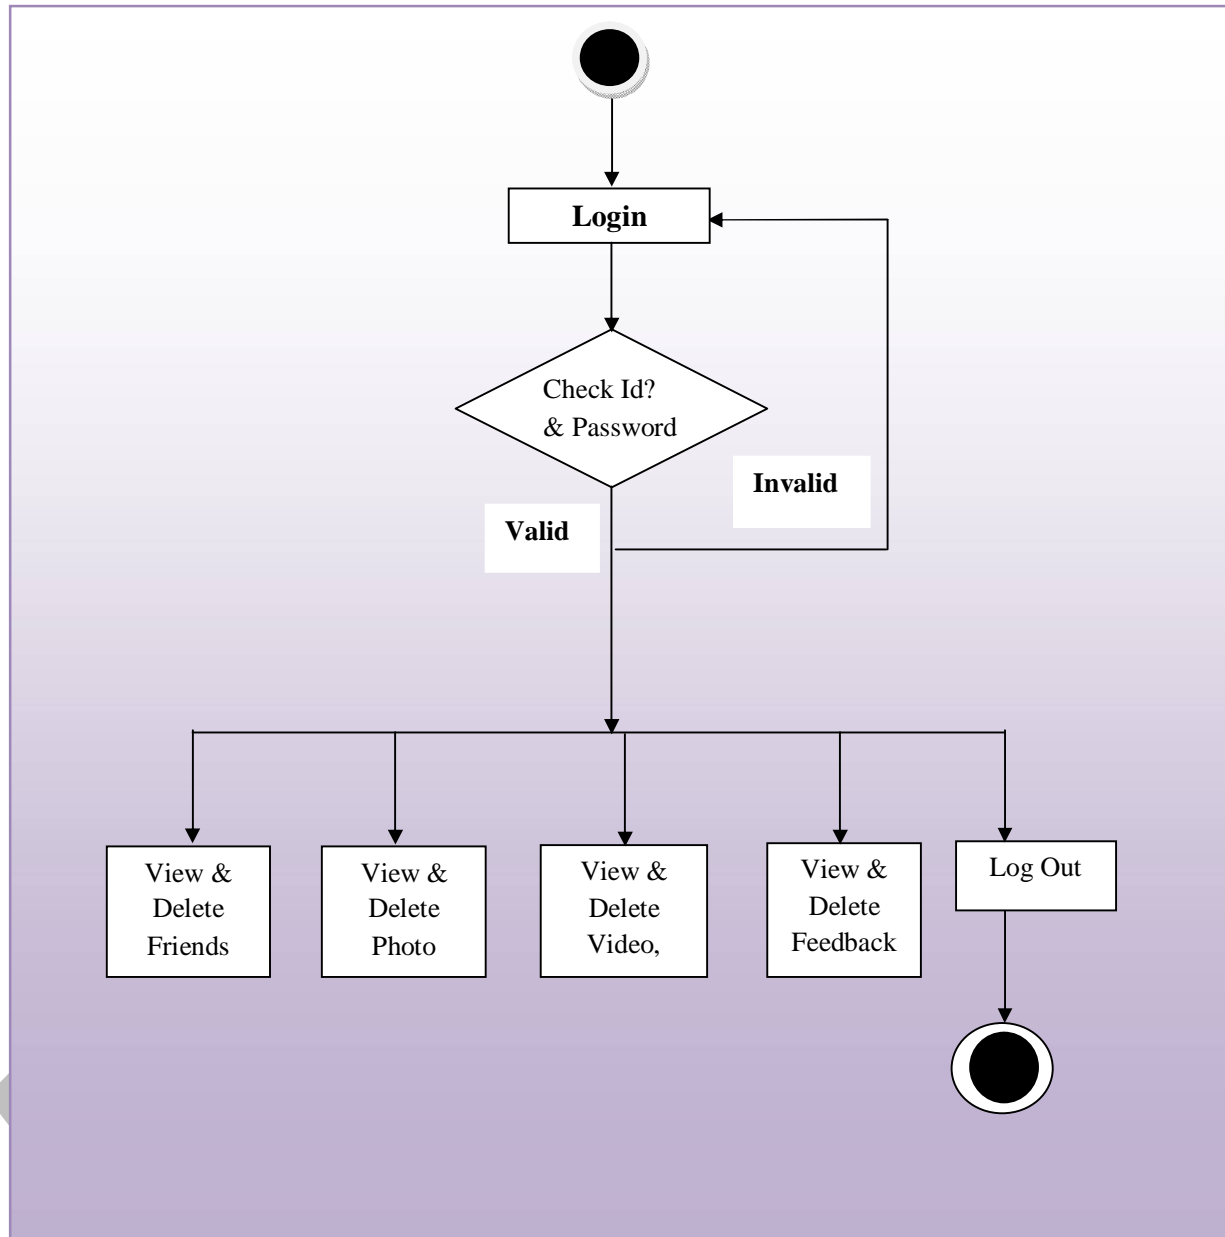 Login
Check Id?
& Password
Invalid
Valid
View &
Delete
Friends
View &
Delete
Photo
View &
Delete
Video,
View &
Delete
Feedback
Log Out